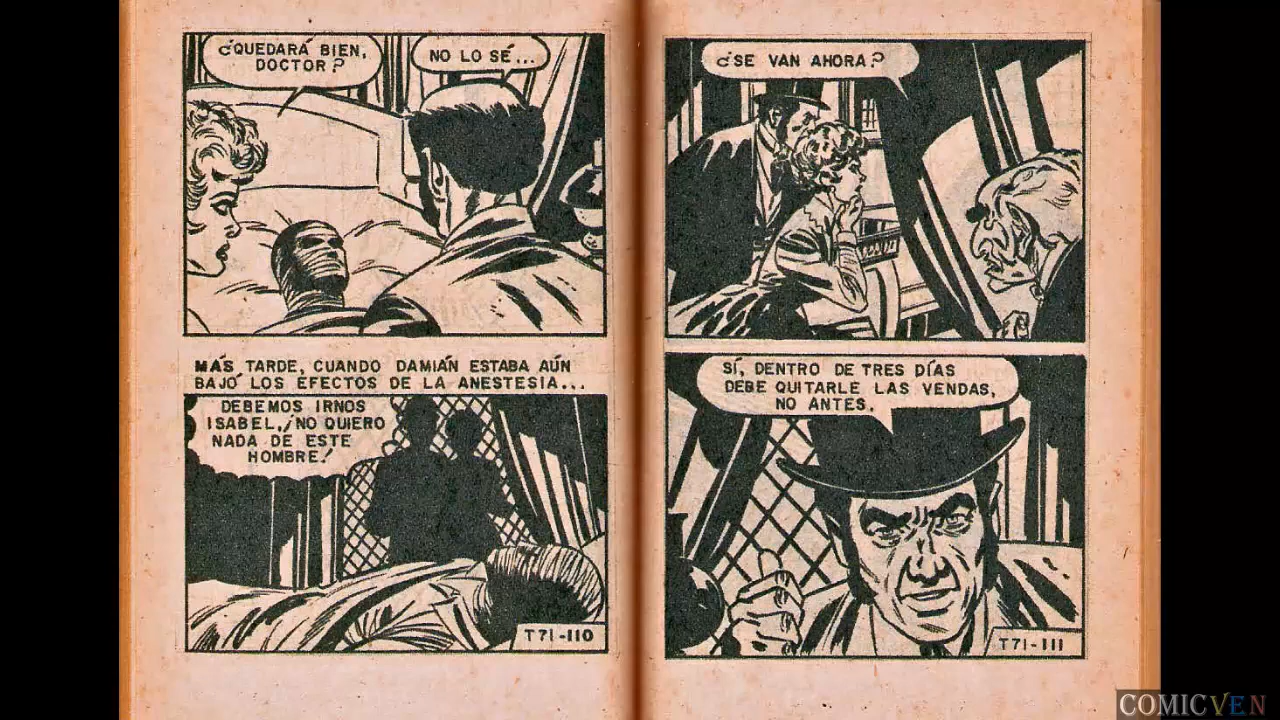 ¿QUEDARÁ BIEN,
DOCTOR?
NO LO SÉ...
MÁS TARDE, CUANDO DAMIÁN ESTABA AÚN
BAJO LOS EFECTOS DE LA ANESTESIA...
DEBEMOS IRNOS
ISABEL, ¡NO QUIERO
NADA DE ESTE
HOMBRE!
T71-110
¿SE VAN AHORA?
SÍ, DENTRO DE TRES DÍAS
DEBE QUITARLE LAS VENDAS,
NO ANTES.
T71-111
COMICVEN